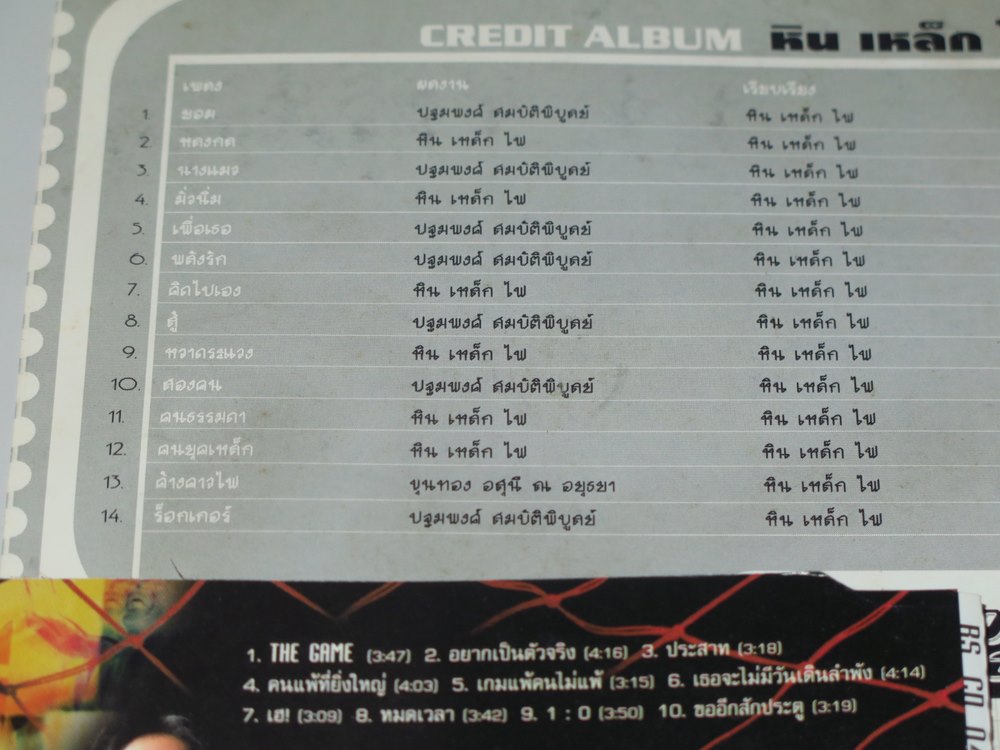 CREDIT ALBUM หิน เหล็ก
เพลง ผลงาน เรียบเรียง
1. ยอม ปฐมพงศ์ สมบัติพิบูลย์ หิน เหล็ก ไฟ
2. หลงกล หิน เหล็ก ไฟ หิน เหล็ก ไฟ
3. นางแมว ปฐมพงศ์ สมบัติพิบูลย์ หิน เหล็ก ไฟ
4. มิ่งนิ่ม หิน เหล็ก ไฟ หิน เหล็ก ไฟ
5. เพื่อเธอ ปฐมพงศ์ สมบัติพิบูลย์ หิน เหล็ก ไฟ
6. พลังรัก ปฐมพงศ์ สมบัติพิบูลย์ หิน เหล็ก ไฟ
7. คิดไปเอง หิน เหล็ก ไฟ หิน เหล็ก ไฟ
8. สู้ ปฐมพงศ์ สมบัติพิบูลย์ หิน เหล็ก ไฟ
9. หวาดระแวง หิน เหล็ก ไฟ หิน เหล็ก ไฟ
10. สองคน ปฐมพงศ์ สมบัติพิบูลย์ หิน เหล็ก ไฟ
11. คนธรรมดา หิน เหล็ก ไฟ หิน เหล็ก ไฟ
12. คนยุคเหล็ก หิน เหล็ก ไฟ หิน เหล็ก ไฟ
13. ค้างคาวไฟ ขุนทอง อสุนี ณ อยุธยา หิน เหล็ก ไฟ
14. ร็อกเกอร์ ปฐมพงศ์ สมบัติพิบูลย์ หิน เหล็ก ไฟ
1. THE GAME (3:47) 2. อยากเป็นตัวจริง (4:16) 3. ประสาท (3:18)
4. คนแพ้ที่ยิ่งใหญ่ (4:03) 5. เกมแพ้คนไม่แพ้ (3:15) 6. เธอจะไม่มีวันเดินลำพัง (4:14)
7. เฮ! (3:09) 8. หมดเวลา (3:42) 9. 1 : 0 (3:50) 10. ขออีกสักประตู (3:19)
RS CD